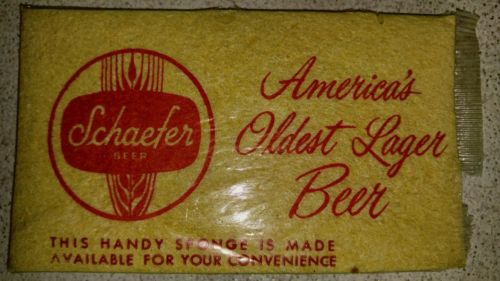 Schaefer
BEER
America's
Oldest Lager
Beer
THIS HANDY SPONGE IS MADE
AVAILABLE FOR YOUR CONVENIENCE